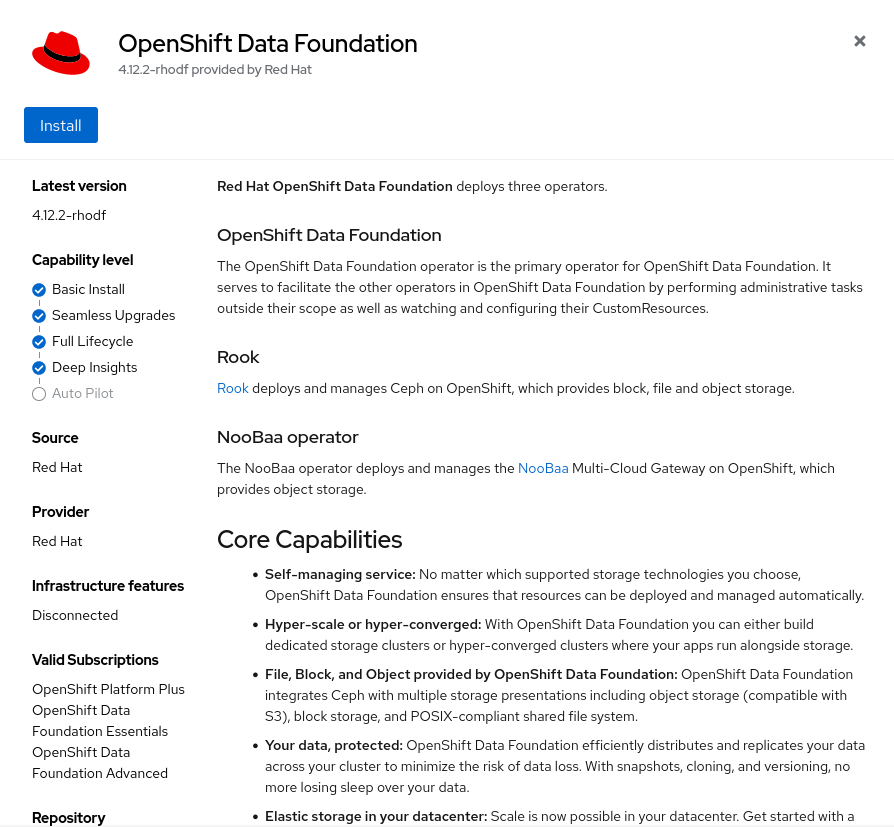 OpenShift Data Foundation
4.12.2-rhodf provided by Red Hat
Install
Latest version
4.12.2-rhodf
Capability level
Basic Install
Seamless Upgrades
Full Lifecycle
Deep Insights
Auto Pilot
Source
Red Hat
Provider
Red Hat
Infrastructure features
Disconnected
Valid Subscriptions
OpenShift Platform Plus
OpenShift Data
Foundation Essentials
OpenShift Data
Foundation Advanced
Repository
Red Hat OpenShift Data Foundation deploys three operators.
OpenShift Data Foundation
The OpenShift Data Foundation operator is the primary operator for OpenShift Data Foundation. It
serves to facilitate the other operators in OpenShift Data Foundation by performing administrative tasks
outside their scope as well as watching and configuring their CustomResources.
Rook
Rook deploys and manages Ceph on OpenShift, which provides block, file and object storage.
NooBaa operator
The NooBaa operator deploys and manages the NooBaa Multi-Cloud Gateway on OpenShift, which
provides object storage.
Core Capabilities
• Self-managing service: No matter which supported storage technologies you choose,
OpenShift Data Foundation ensures that resources can be deployed and managed automatically.
• Hyper-scale or hyper-converged: With OpenShift Data Foundation you can either build
dedicated storage clusters or hyper-converged clusters where your apps run alongside storage.
• File, Block, and Object provided by OpenShift Data Foundation: OpenShift Data Foundation
integrates Ceph with multiple storage presentations including object storage (compatible with
S3), block storage, and POSIX-compliant shared file system.
• Your data, protected: OpenShift Data Foundation efficiently distributes and replicates your data
across your cluster to minimize the risk of data loss. With snapshots, cloning, and versioning, no
more losing sleep over your data.
• Elastic storage in your datacenter: Scale is now possible in your datacenter. Get started with a